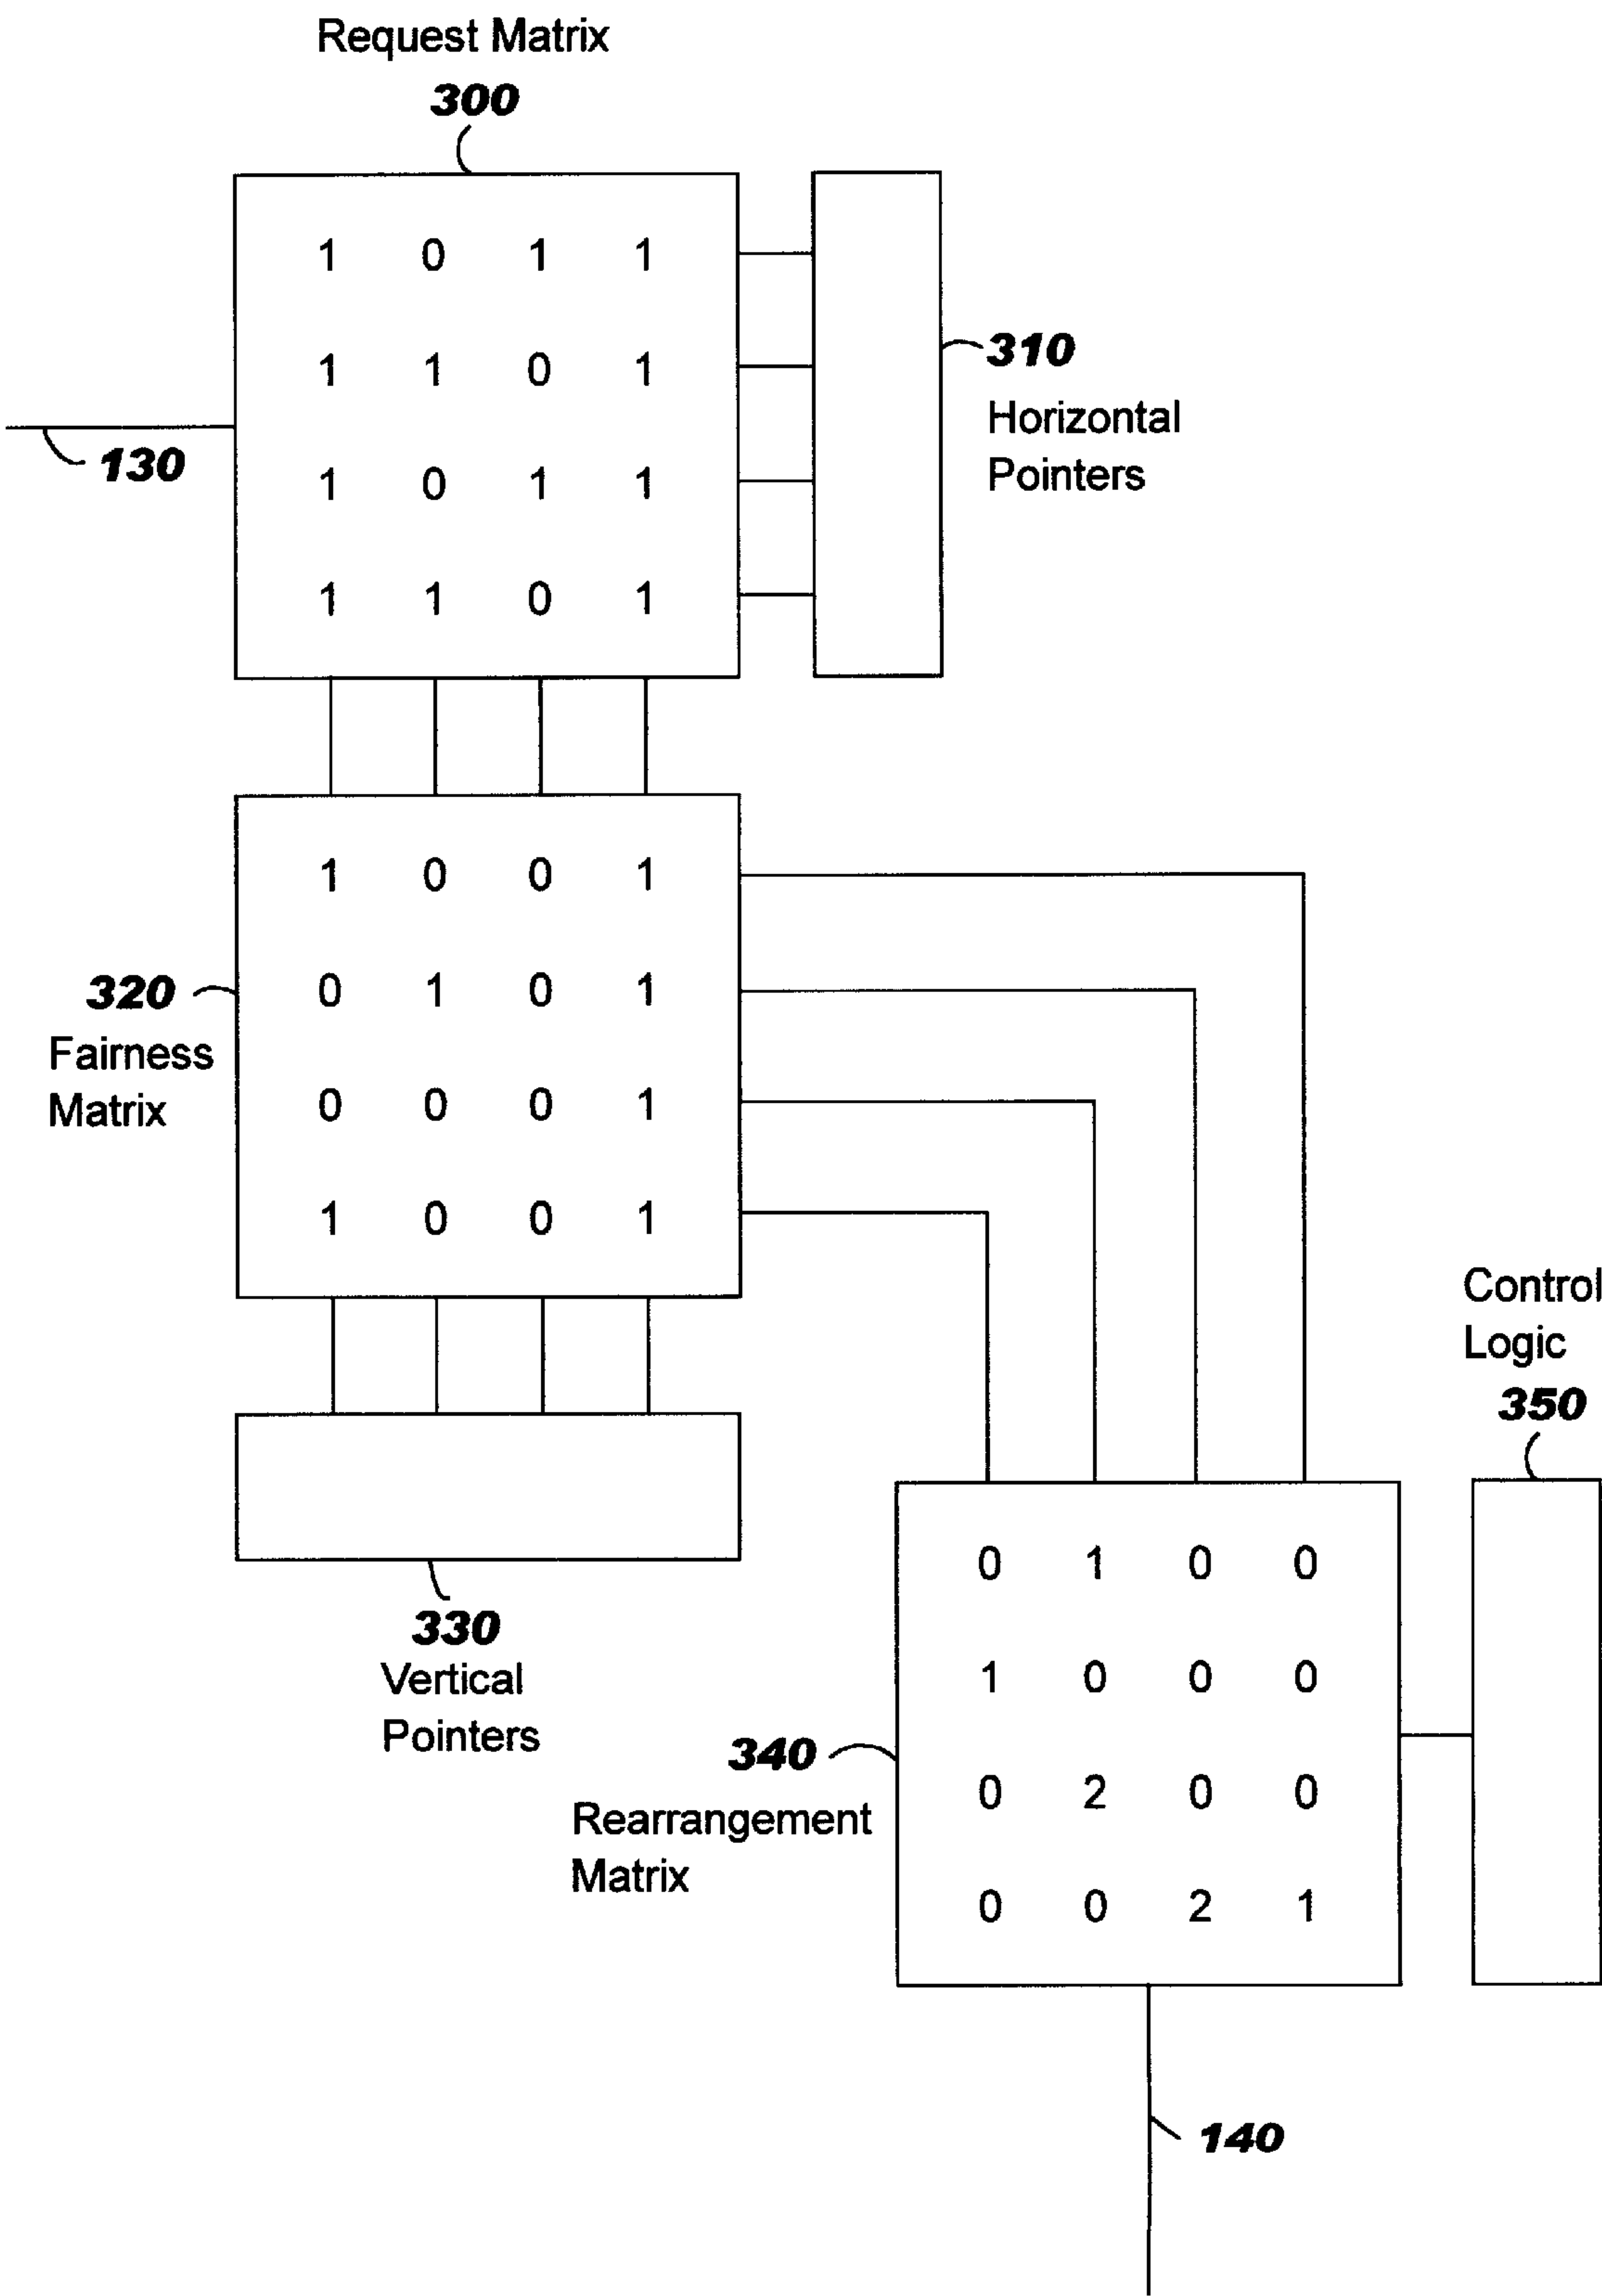 Request Matrix
300
1 0 1 1
1 1 0 1
310
Horizontal
Pointers
130
1 0 1 1
1 1 0 1
1 0 0 1
320
Fairness
Matrix
0 1 0 1
0 0 0 1
1 0 0 1
Control
Logic
350
330
Vertical
Pointers
0 1 0 0
1 0 0 0
340
Rearrangement
Matrix
0 2 0 0
0 0 2 1
140